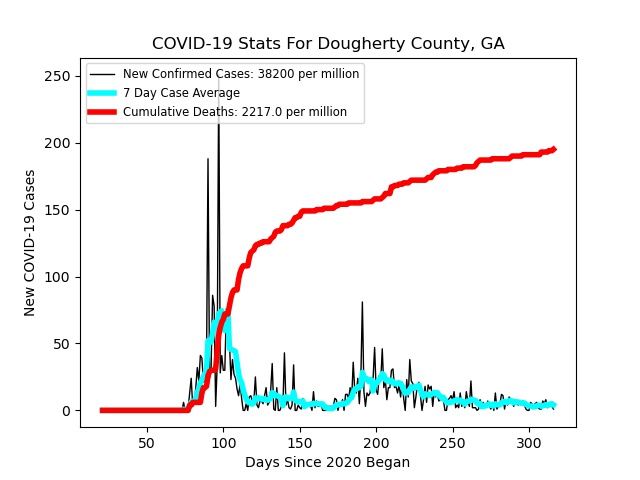 COVID-19 Stats For Dougherty County, GA
New Confirmed Cases: 38200 per million
7 Day Case Average
Cumulative Deaths: 2217.0 per million
New COVID-19 Cases
250
200
150
100
50
0
50 100 150 200 250 300
Days Since 2020 Began